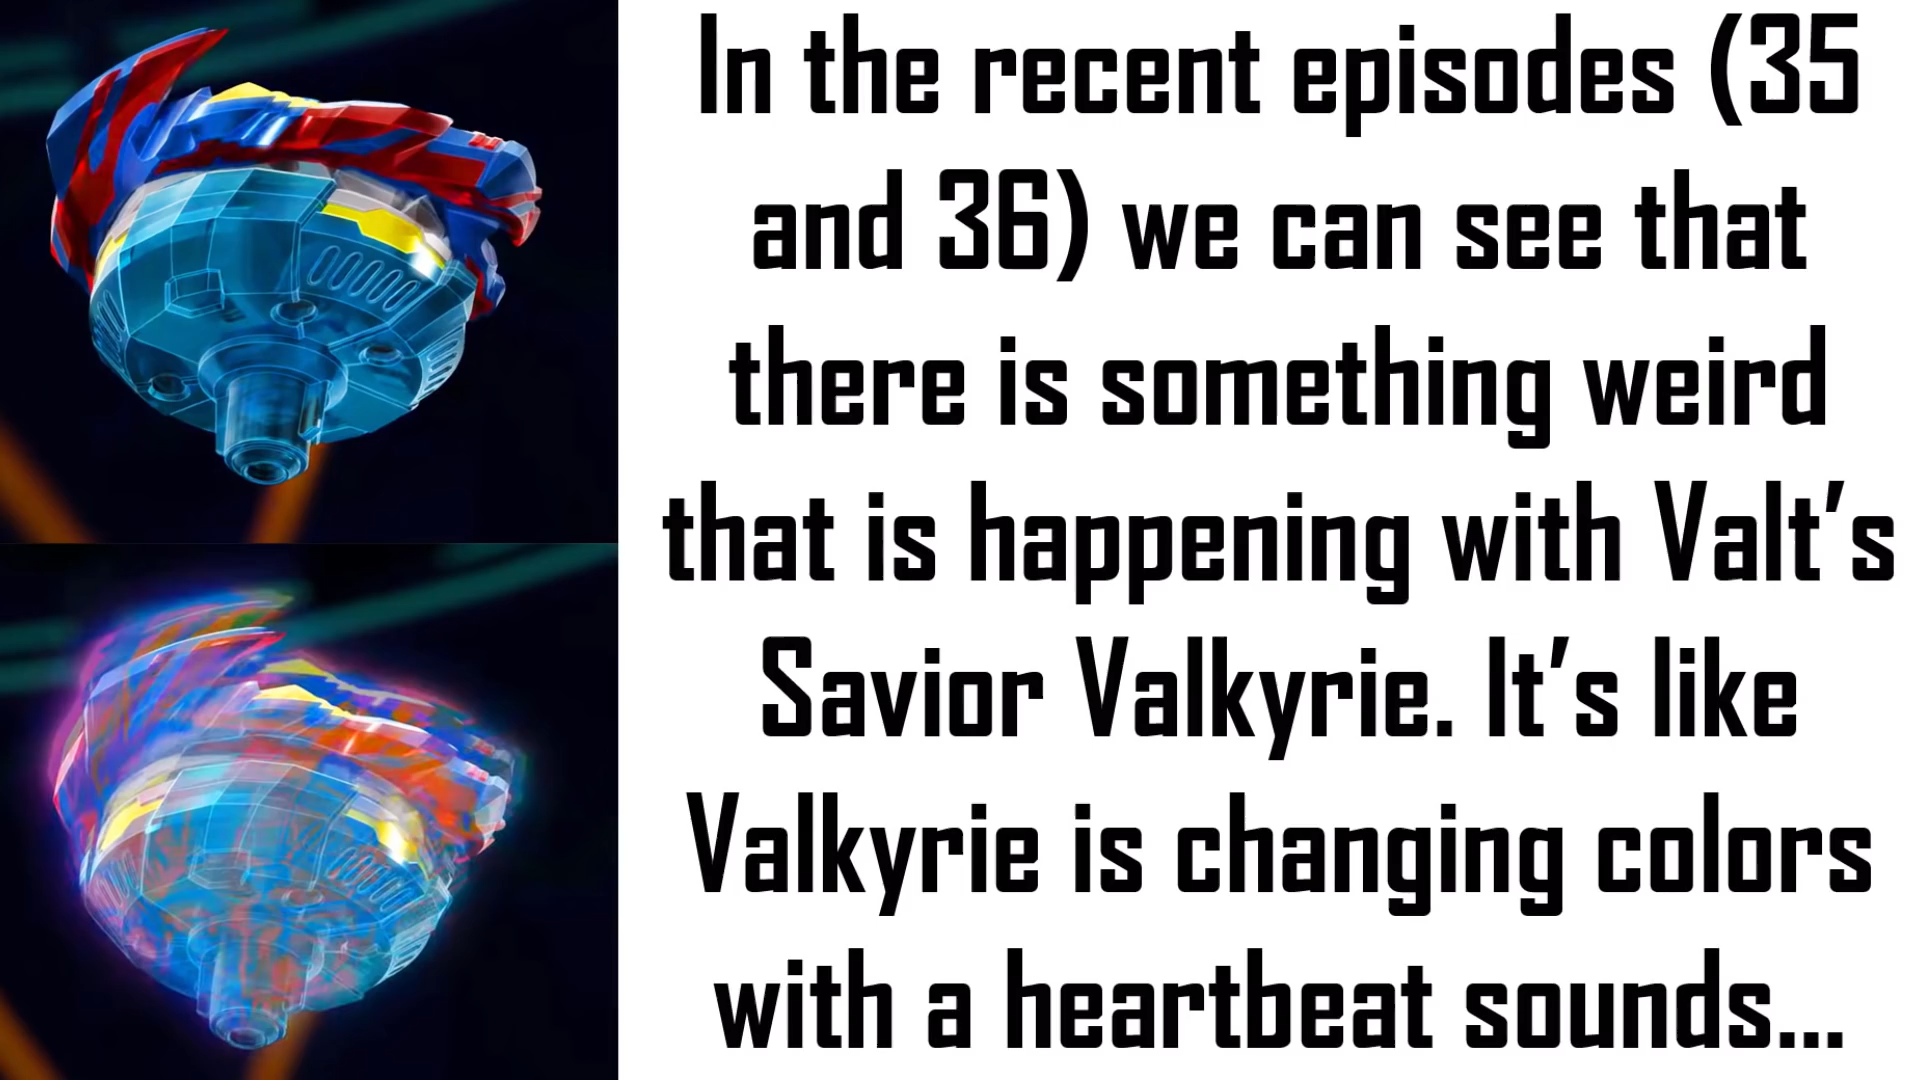 In the recent episodes (35
and 36) we can see that
there is something weird
that is happening with Valt's
Savior Valkyrie. It's like
Valkyrie is changing colors
with a heartbeat sounds...